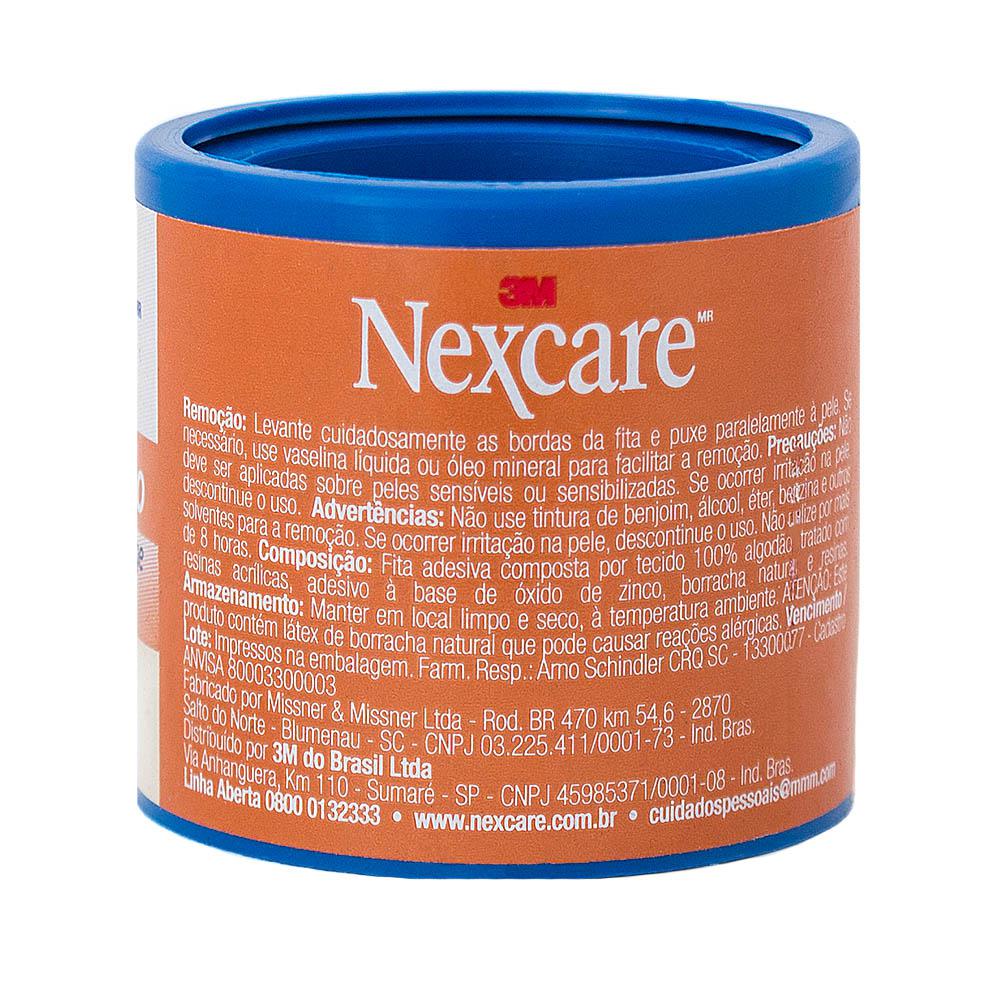 3M
Nexcare MR
Remoção: Levante cuidadosamente as bordas da fita e puxe paralelamente à pele. Se
necessário, use vaselina líquida ou óleo mineral para facilitar a remoção. Precauções: Não
deve ser aplicadas sobre peles sensíveis ou sensibilizadas. Se ocorrer irritação na pele,
descontinue o uso. Advertências: Não use tintura de benjoim, álcool, éter, benzina e outros
solventes para a remoção. Se ocorrer irritação na pele, descontinue o uso. Não utilize por mais
de 8 horas. Composição: Fita adesiva composta por tecido 100% algodão tratado com
resinas acrílicas, adesivo à base de óxido de zinco, borracha natural e resinas.
Armazenamento: Manter em local limpo e seco, à temperatura ambiente. ATENÇÃO: Este
produto contém látex de borracha natural que pode causar reações alérgicas. Vencimento/
Lote: Impressos na embalagem. Farm. Resp.: Arno Schindler CRQ SC - 13300077 - Cadastro
ANVISA 80003300003
Fabricado por Missner & Missner Ltda - Rod. BR 470 km 54,6 - 2870
Salto do Norte - Blumenau - SC - CNPJ 03.225.411/0001-73 - Ind. Bras.
Distribuído por 3M do Brasil Ltda
Via Anhanguera, Km 110 - Sumaré - SP - CNPJ 45985371/0001-08 - Ind. Bras.
Linha Aberta 0800 0132333 • www.nexcare.com.br • cuidadospessoais@mmm.com